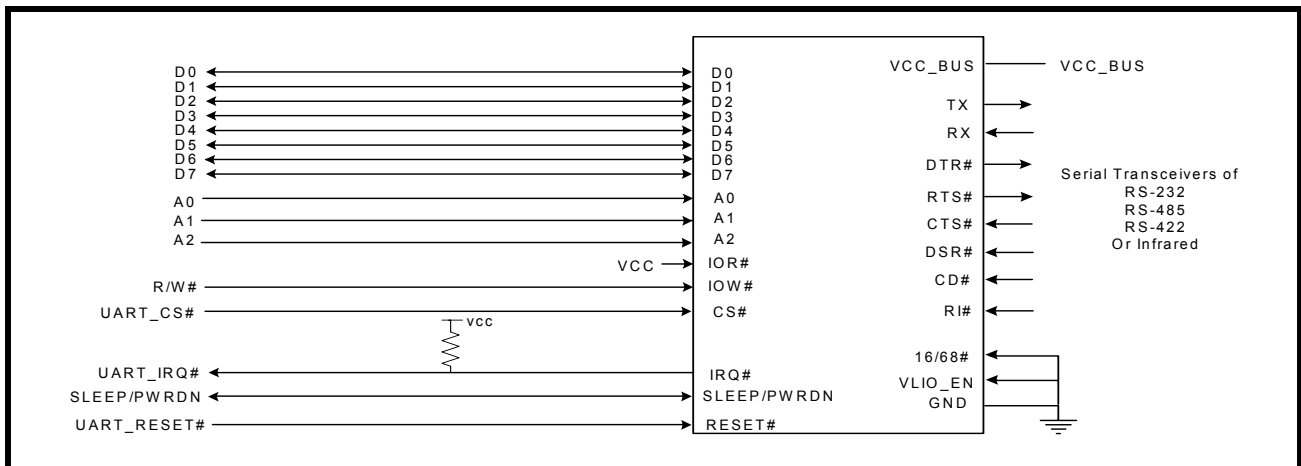 D0
D1
D2
D3
D4
D5
D6
D7
A0
A1
A2
VCC
R/W#
UART_CS#
vcc
UART_IRQ#
SLEEP/PWRDN
UART_RESET#
D0
D1
D2
D3
D4
D5
D6
D7
A0
A1
A2
IOR#
IOW#
CS#
IRQ#
SLEEP/PWRDN
RESET#
VCC_BUS
TX
RX
DTR#
RTS#
CTS#
DSR#
CD#
RI#
16/68#
VLIO_EN
GND
VCC_BUS
Serial Transceivers of
RS-232
RS-485
RS-422
Or Infrared